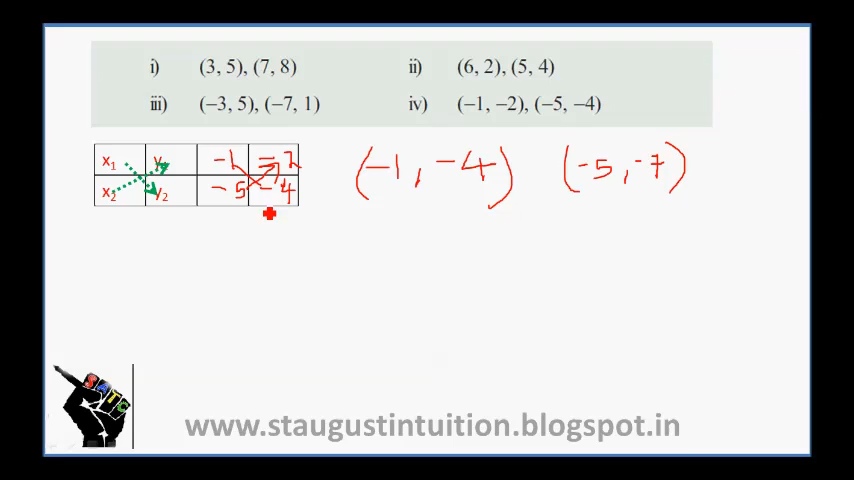 i) (3, 5), (7, 8) ii) (6, 2), (5, 4)
iii) (−3, 5), (−7, 1) iv) (−1, −2), (−5, −4)
x1 y1 -1 -2 (-1, -4) (-5, -7)
x2 y2 -5 -4
SATC
www.staugustintuition.blogspot.in